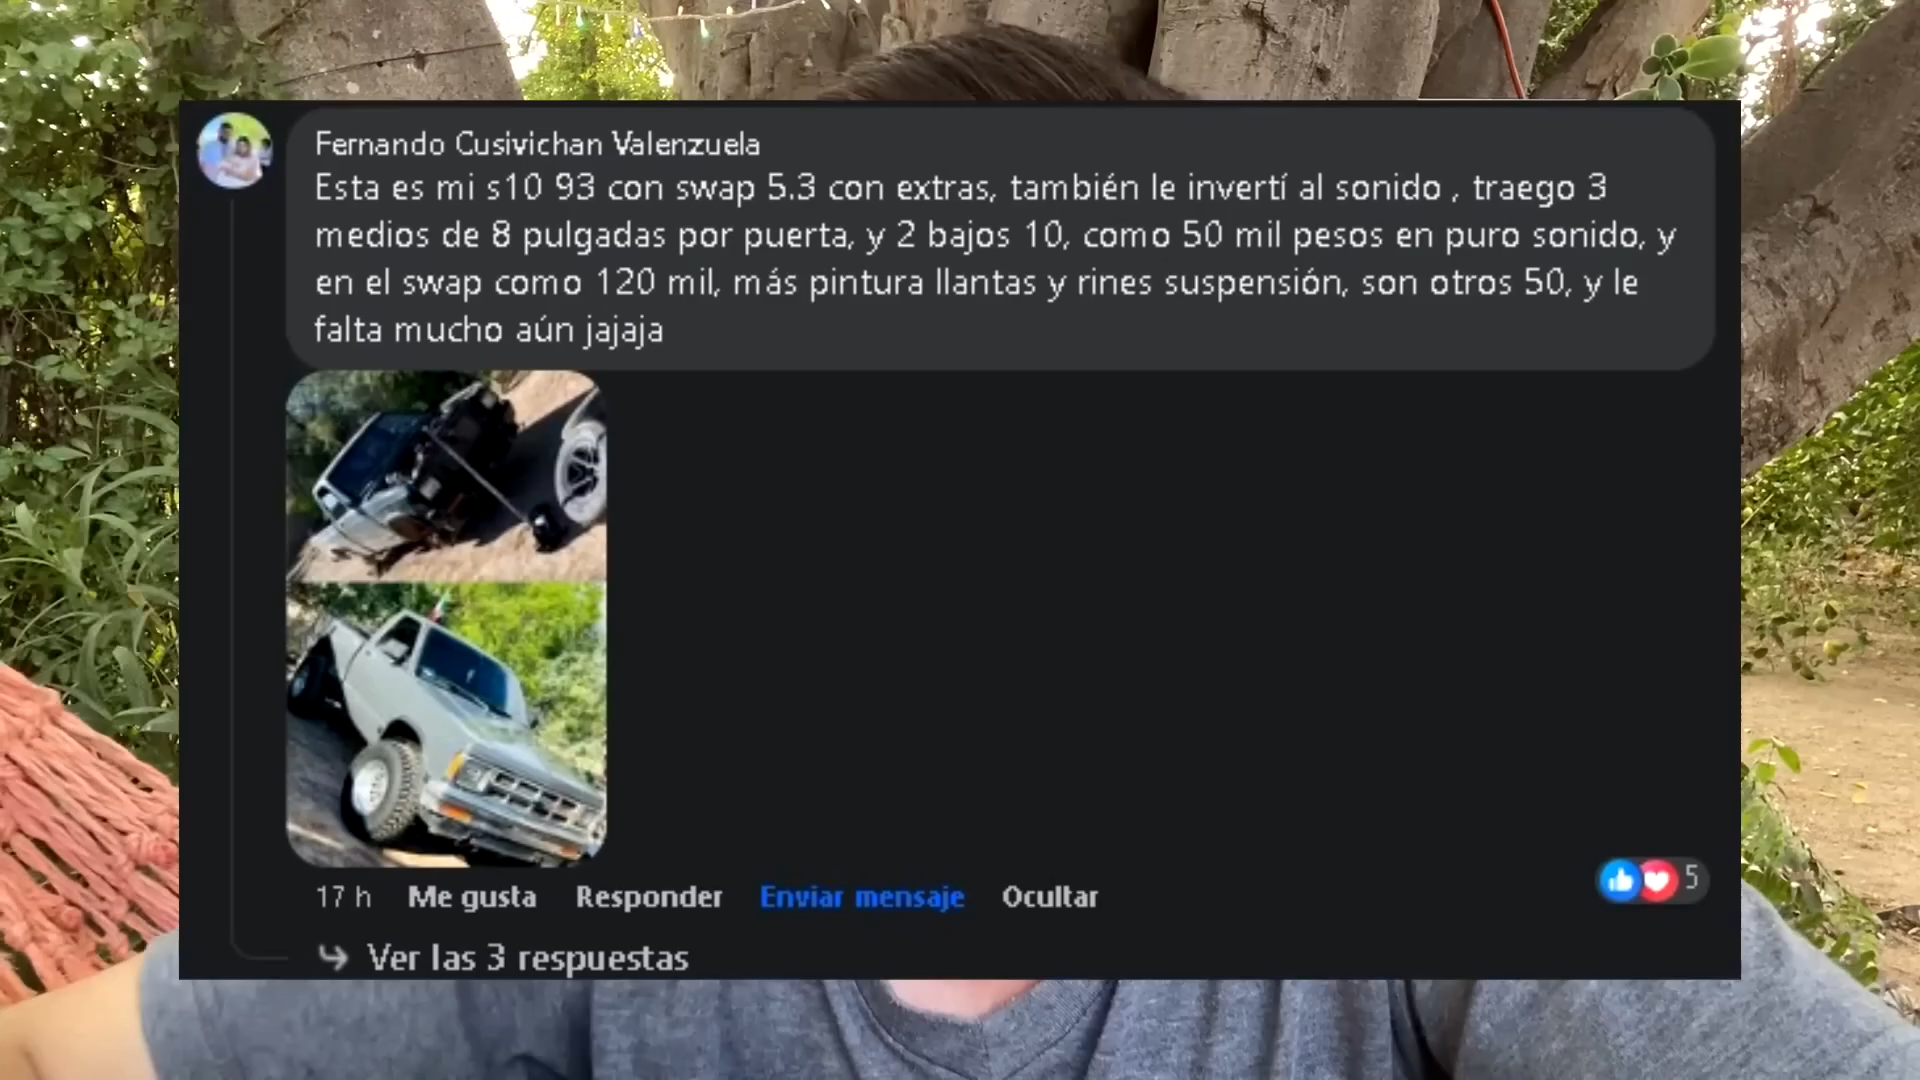 Fernando Cusivichan Valenzuela
Esta es mi s10 93 con swap 5.3 con extras, también le invertí al sonido , traego 3
medios de 8 pulgadas por puerta, y 2 bajos 10, como 50 mil pesos en puro sonido, y
en el swap como 120 mil, más pintura llantas y rines suspensión, son otros 50, y le
falta mucho aún jajaja
17 h Me gusta Responder Enviar mensaje Ocultar
5
Ver las 3 respuestas